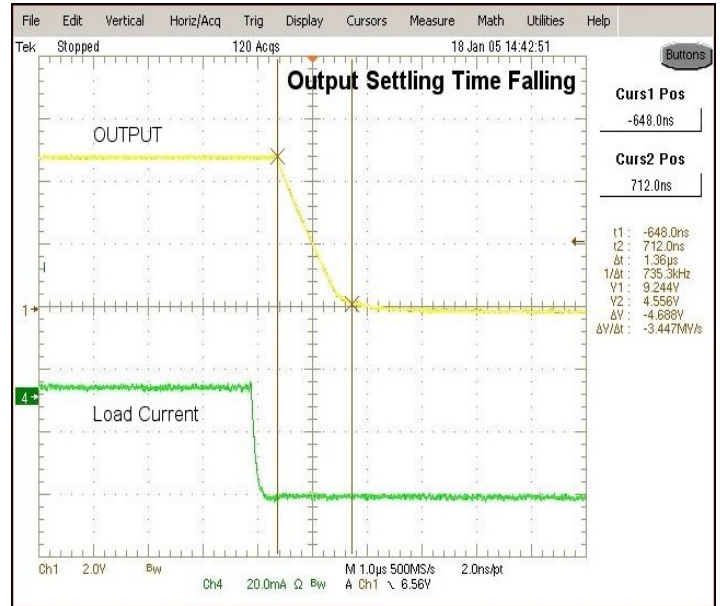 File Edit Vertical Horiz/Acq Trig Display Cursors Measure Math Utilities Help
Tek Stopped 120 Acqs 18 Jan 05 14:42:51
Buttons
Output Settling Time Falling
Curs1 Pos
-648.0ns
OUTPUT
Curs2 Pos
712.0ns
t1 : -648.0ns
t2 : 712.0ns
Δt : 1.36µs
1/Δt : 735.3kHz
V1 : 9.244V
V2 : 4.556V
ΔV : -4.688V
ΔV/Δt : -3.447MV/s
1
4
Load Current
Ch1 2.0V Bw M 1.0µs 500MS/s 2.0ns/pt
Ch4 20.0mA Ω Bw A Ch1 \ 6.56V